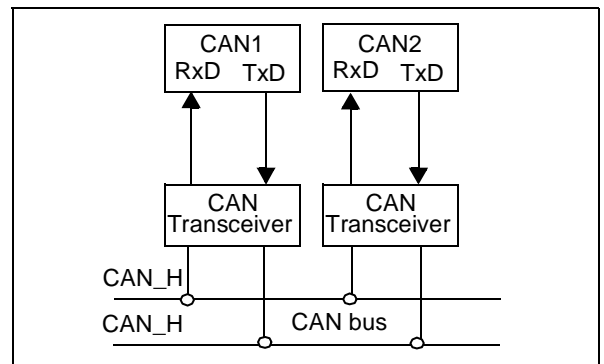 CAN1
RxD TxD
CAN2
RxD TxD
CAN
Transceiver
CAN
Transceiver
CAN_H
CAN_H
CAN bus